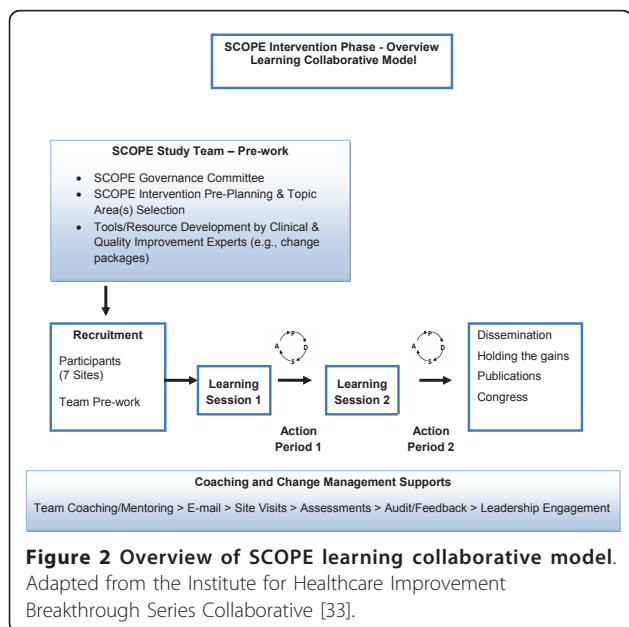 SCOPE Intervention Phase - Overview
Learning Collaborative Model
SCOPE Study Team – Pre-work
• SCOPE Governance Committee
• SCOPE Intervention Pre-Planning & Topic
Area(s) Selection
• Tools/Resource Development by Clinical &
Quality Improvement Experts (e.g., change
packages)
Recruitment
Participants
(7 Sites)
Team Pre-work
Learning
Session 1
P
A D
S
Action
Period 1
Learning
Session 2
P
A D
S
Action
Period 2
Dissemination
Holding the gains
Publications
Congress
Coaching and Change Management Supports
Team Coaching/Mentoring > E-mail > Site Visits > Assessments > Audit/Feedback > Leadership Engagement
Figure 2 Overview of SCOPE learning collaborative model.
Adapted from the Institute for Healthcare Improvement
Breakthrough Series Collaborative [33].